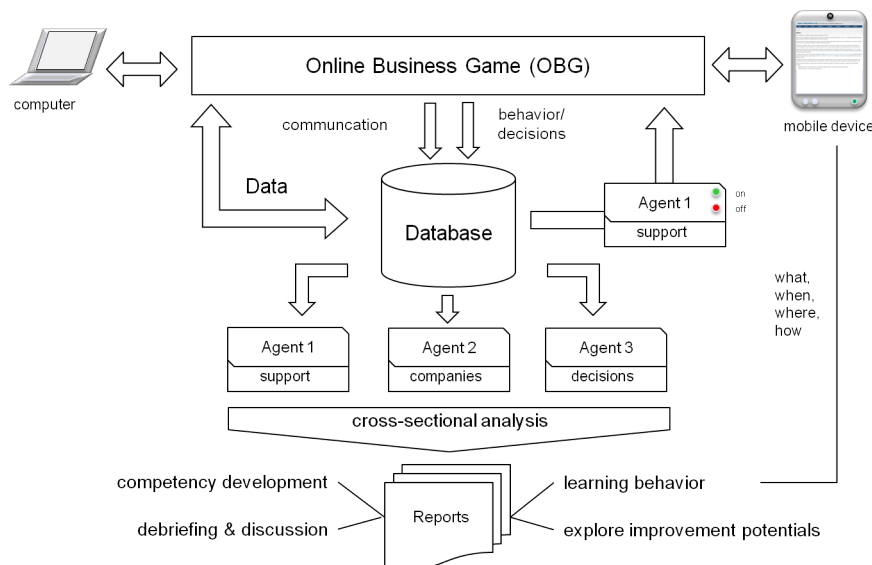 Online Business Game (OBG)
computer
mobile device
communcation
behavior/
decisions
Data
Database
Agent 1
support
on
off
what,
when,
where,
how
Agent 1
support
Agent 2
companies
Agent 3
decisions
cross-sectional analysis
competency development
debriefing & discussion
Reports
learning behavior
explore improvement potentials